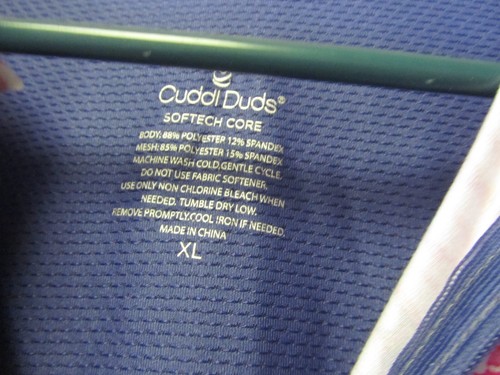 Cuddl Duds®
SOFTECH CORE
BODY: 88% POLYESTER 12% SPANDEX
MESH: 85% POLYESTER 15% SPANDEX
MACHINE WASH COLD, GENTLE CYCLE.
DO NOT USE FABRIC SOFTENER.
USE ONLY NON CHLORINE BLEACH WHEN
NEEDED. TUMBLE DRY LOW.
REMOVE PROMPTLY.COOL IRON IF NEEDED.
MADE IN CHINA
XL